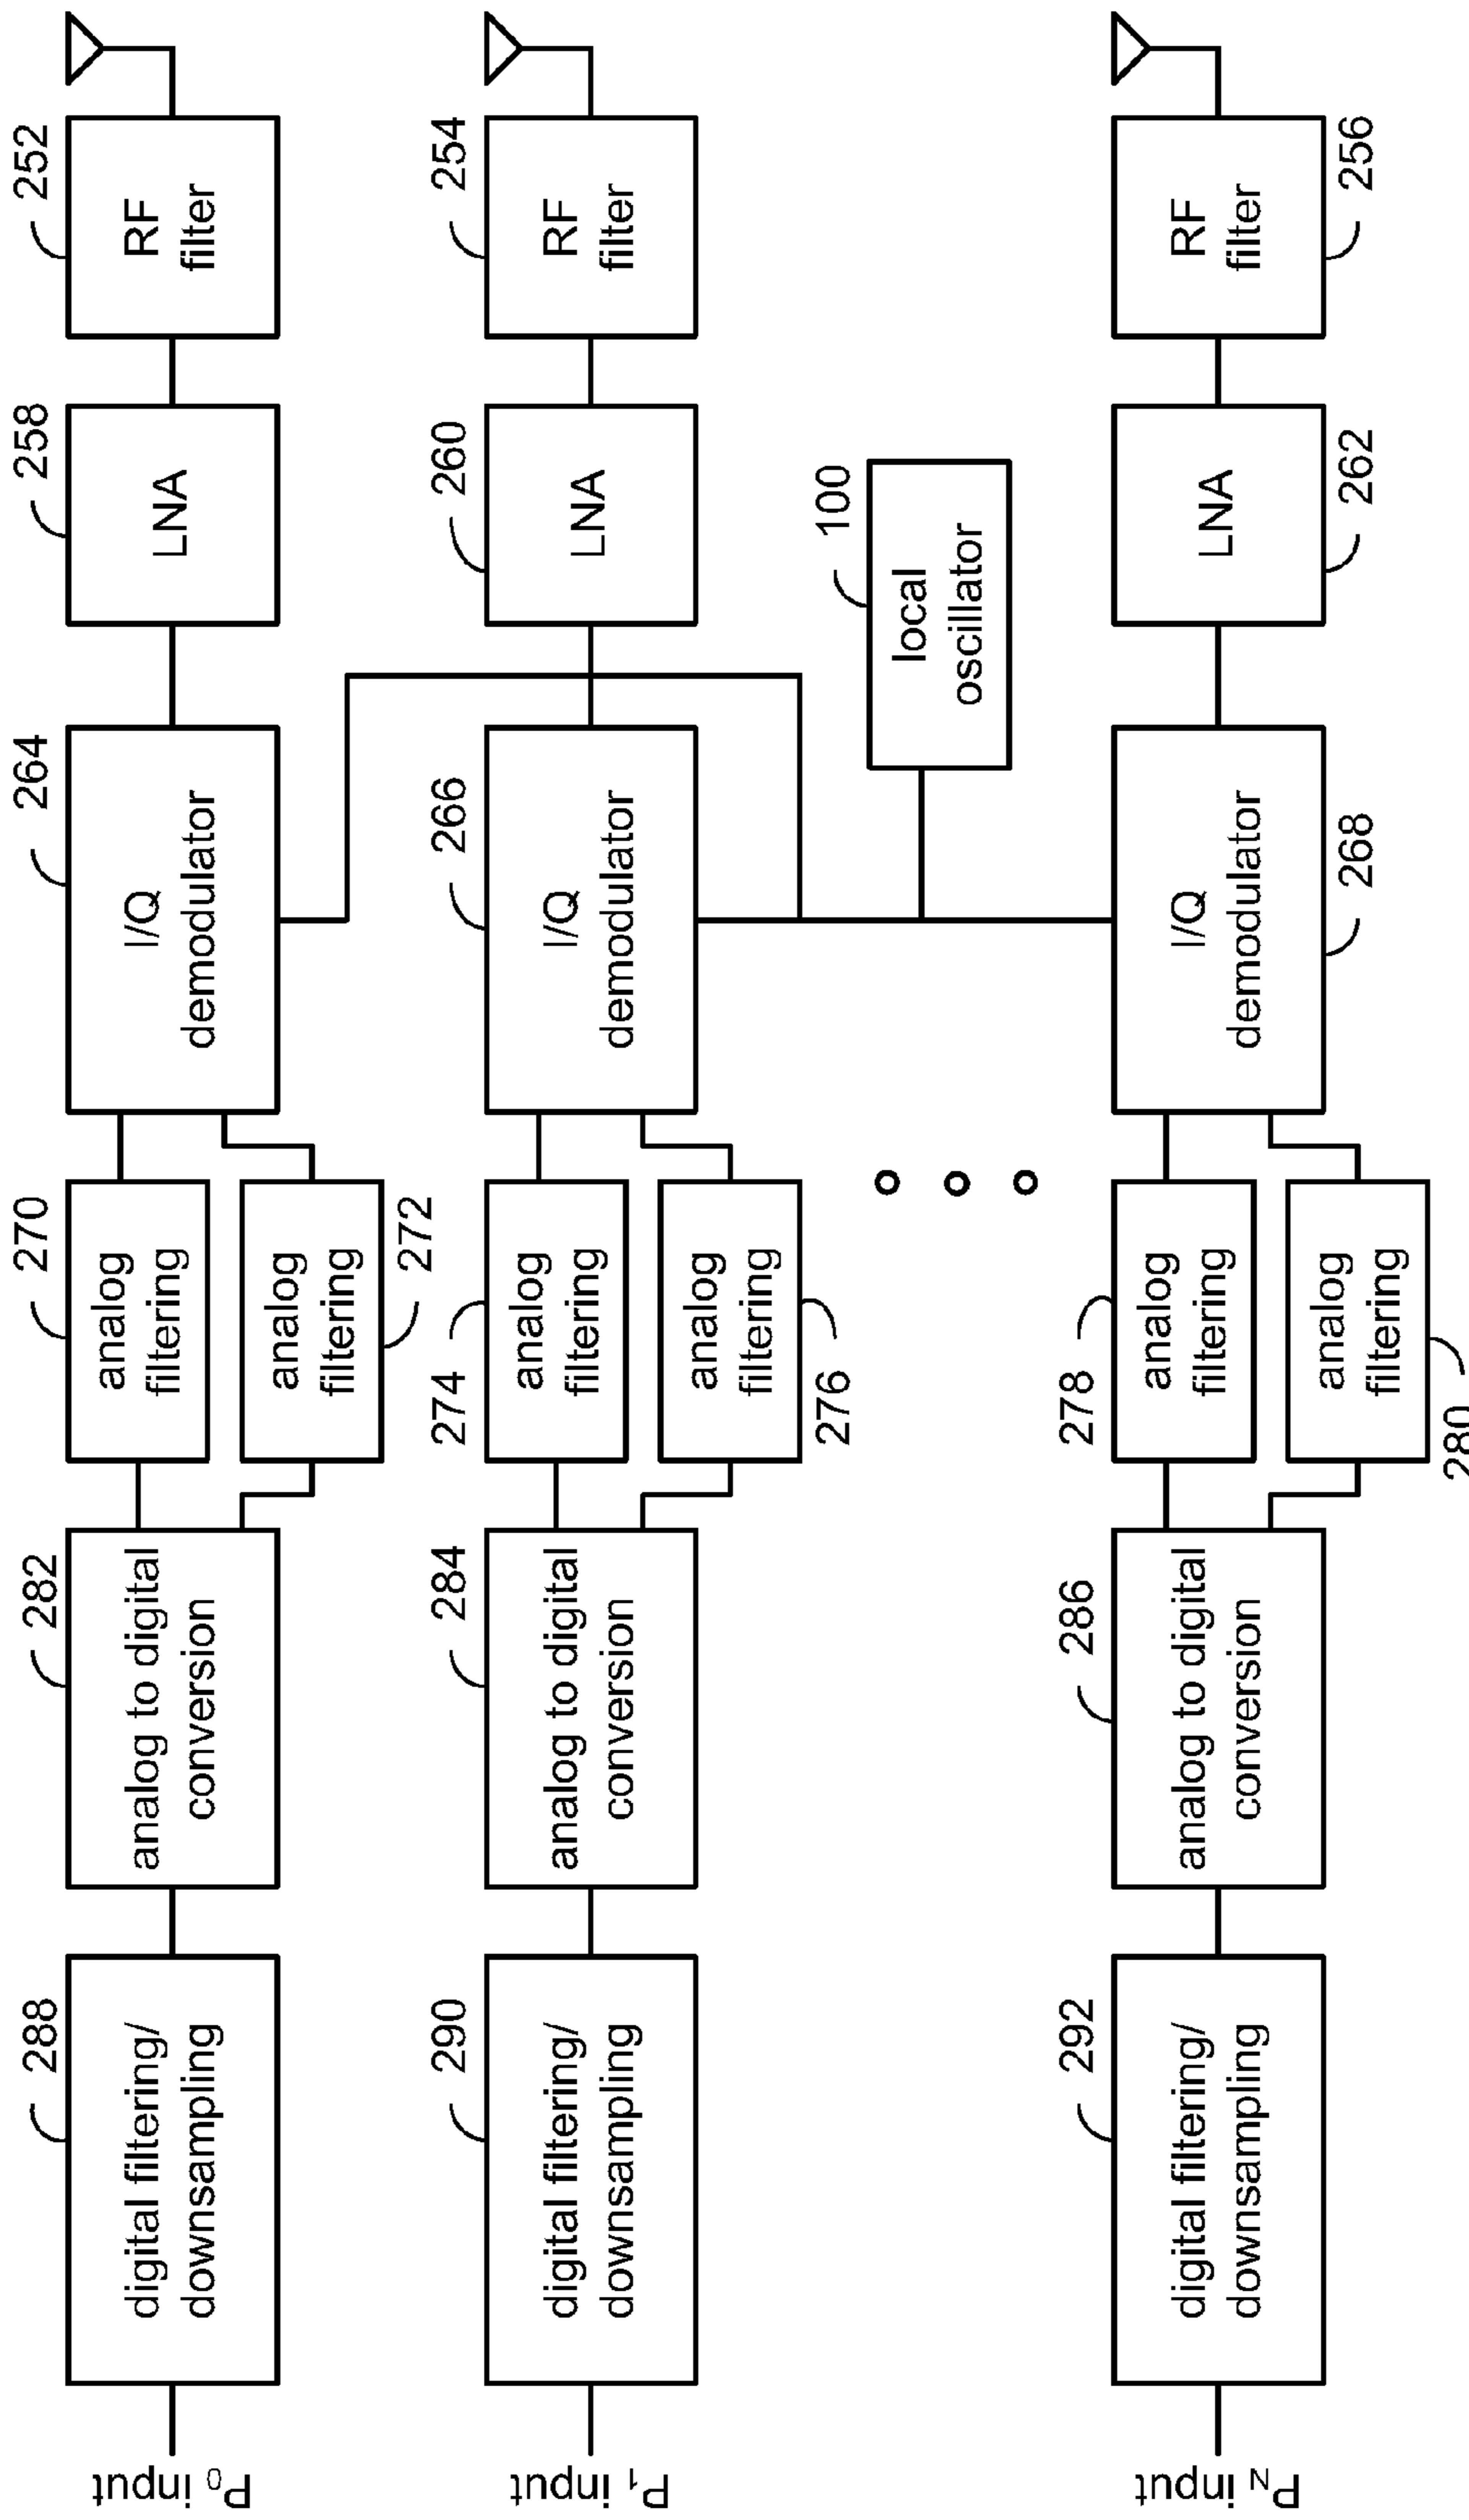 P₀ input
288
digital filtering/
downsampling
282
analog to digital
conversion
270
analog
filtering
analog
filtering
272
264
I/Q
demodulator
258
LNA
252
RF
filter
P₁ input
290
digital filtering/
downsampling
284
analog to digital
conversion
274
analog
filtering
analog
filtering
276
266
I/Q
demodulator
260
LNA
254
RF
filter
100
local
oscillator
P_N input
292
digital filtering/
downsampling
286
analog to digital
conversion
278
analog
filtering
analog
filtering
280
I/Q
demodulator
268
LNA
262
RF
filter
256